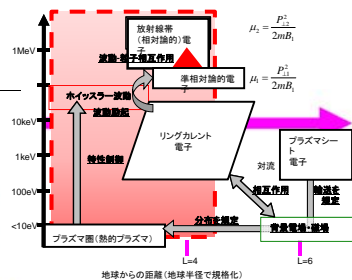 放射線帯
(相対論的)電
子
μ₂ = P²⊥2 / 2mB₁
1MeV
波動・粒子相互作用
準相対論的電
子
μ₁ = P²⊥1 / 2mB₁
ホイッスラー波動
波動励起
10keV
リングカレント
電子
プラズマシー
ト
電子
1keV
特性制御
対流
100eV
相互作用
輸送を
規定
分布を規定
<10eV
プラズマ圏(熱的プラズマ)
背景電場・磁場
L=4
L=6
地球からの距離(地球半径で規格化)